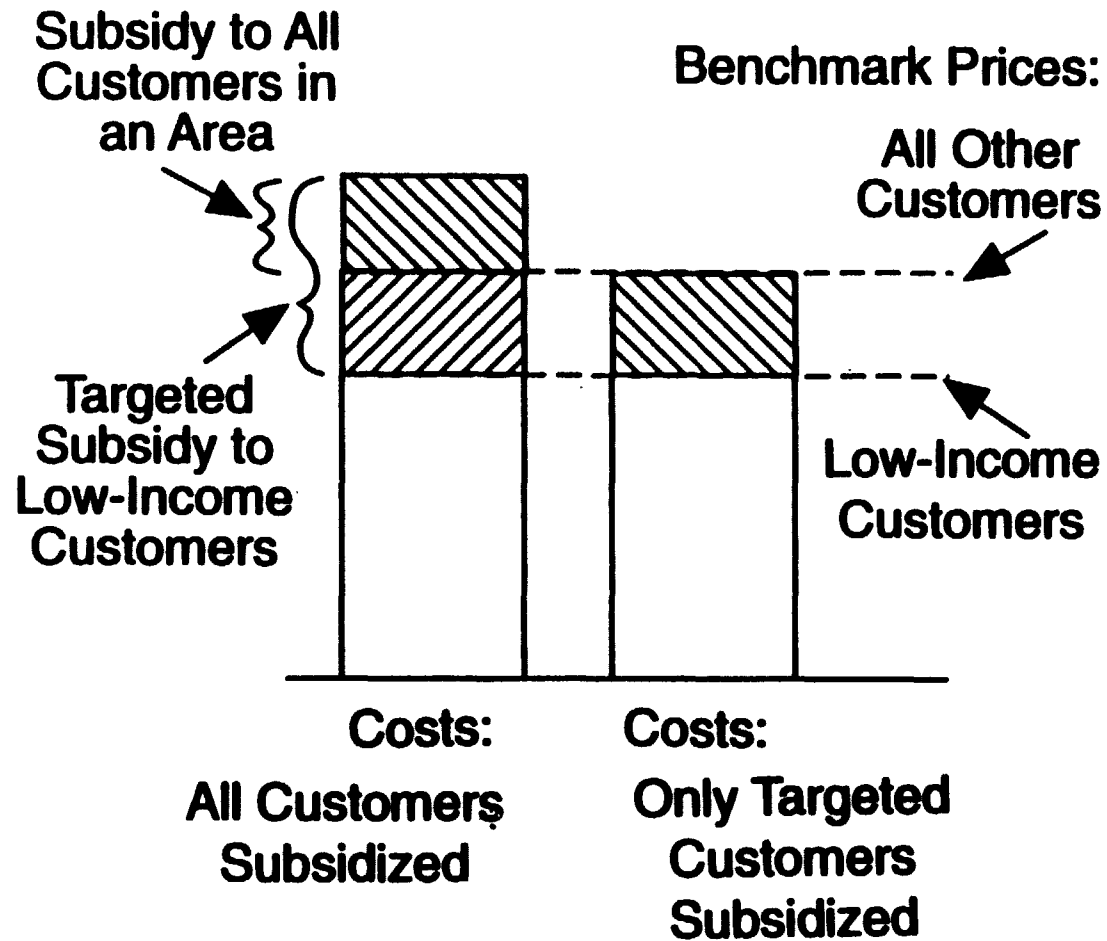 Subsidy to All
Customers in
an Area
Benchmark Prices:
All Other
Customers
Targeted
Subsidy to
Low-Income
Customers
Low-Income
Customers
Costs:
All Customers
Subsidized
Costs:
Only Targeted
Customers
Subsidized